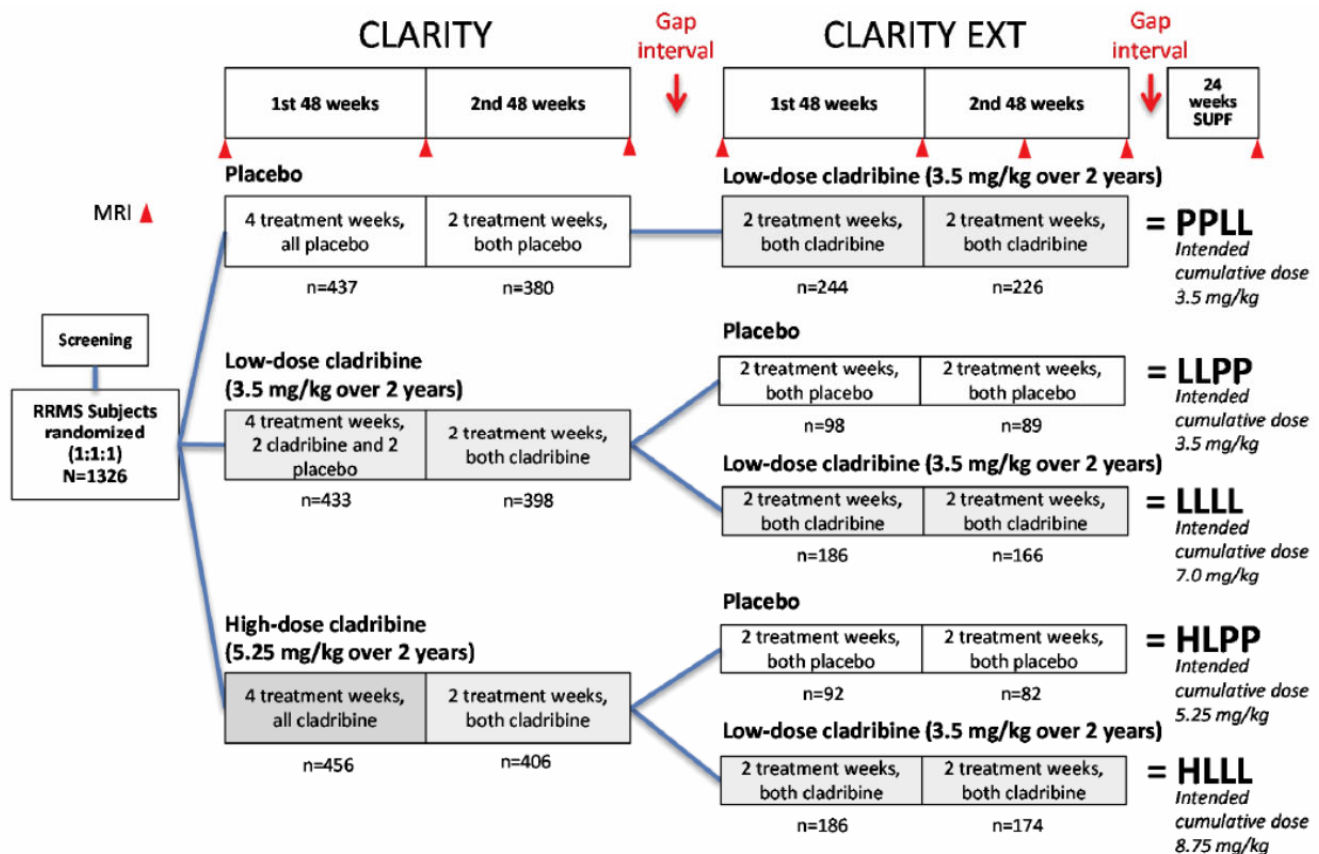 CLARITY
Gap
interval
CLARITY EXT
Gap
interval
1st 48 weeks
2nd 48 weeks
1st 48 weeks
2nd 48 weeks
24
weeks
SUPF
MRI
Placebo
4 treatment weeks,
all placebo
2 treatment weeks,
both placebo
n=437
n=380
Low-dose cladribine (3.5 mg/kg over 2 years)
2 treatment weeks,
both cladribine
2 treatment weeks,
both cladribine
n=244
n=226
= PPLL
Intended
cumulative dose
3.5 mg/kg
Screening
RRMS Subjects
randomized
(1:1:1)
N=1326
Low-dose cladribine
(3.5 mg/kg over 2 years)
4 treatment weeks,
2 cladribine and 2
placebo
2 treatment weeks,
both cladribine
n=433
n=398
Placebo
2 treatment weeks,
both placebo
2 treatment weeks,
both placebo
n=98
n=89
= LLPP
Intended
cumulative dose
3.5 mg/kg
Low-dose cladribine (3.5 mg/kg over 2 years)
2 treatment weeks,
both cladribine
2 treatment weeks,
both cladribine
n=186
n=166
= LLLL
Intended
cumulative dose
7.0 mg/kg
High-dose cladribine
(5.25 mg/kg over 2 years)
4 treatment weeks,
all cladribine
2 treatment weeks,
both cladribine
n=456
n=406
Placebo
2 treatment weeks,
both placebo
2 treatment weeks,
both placebo
n=92
n=82
= HLPP
Intended
cumulative dose
5.25 mg/kg
Low-dose cladribine (3.5 mg/kg over 2 years)
2 treatment weeks,
both cladribine
2 treatment weeks,
both cladribine
n=186
n=174
= HLLL
Intended
cumulative dose
8.75 mg/kg